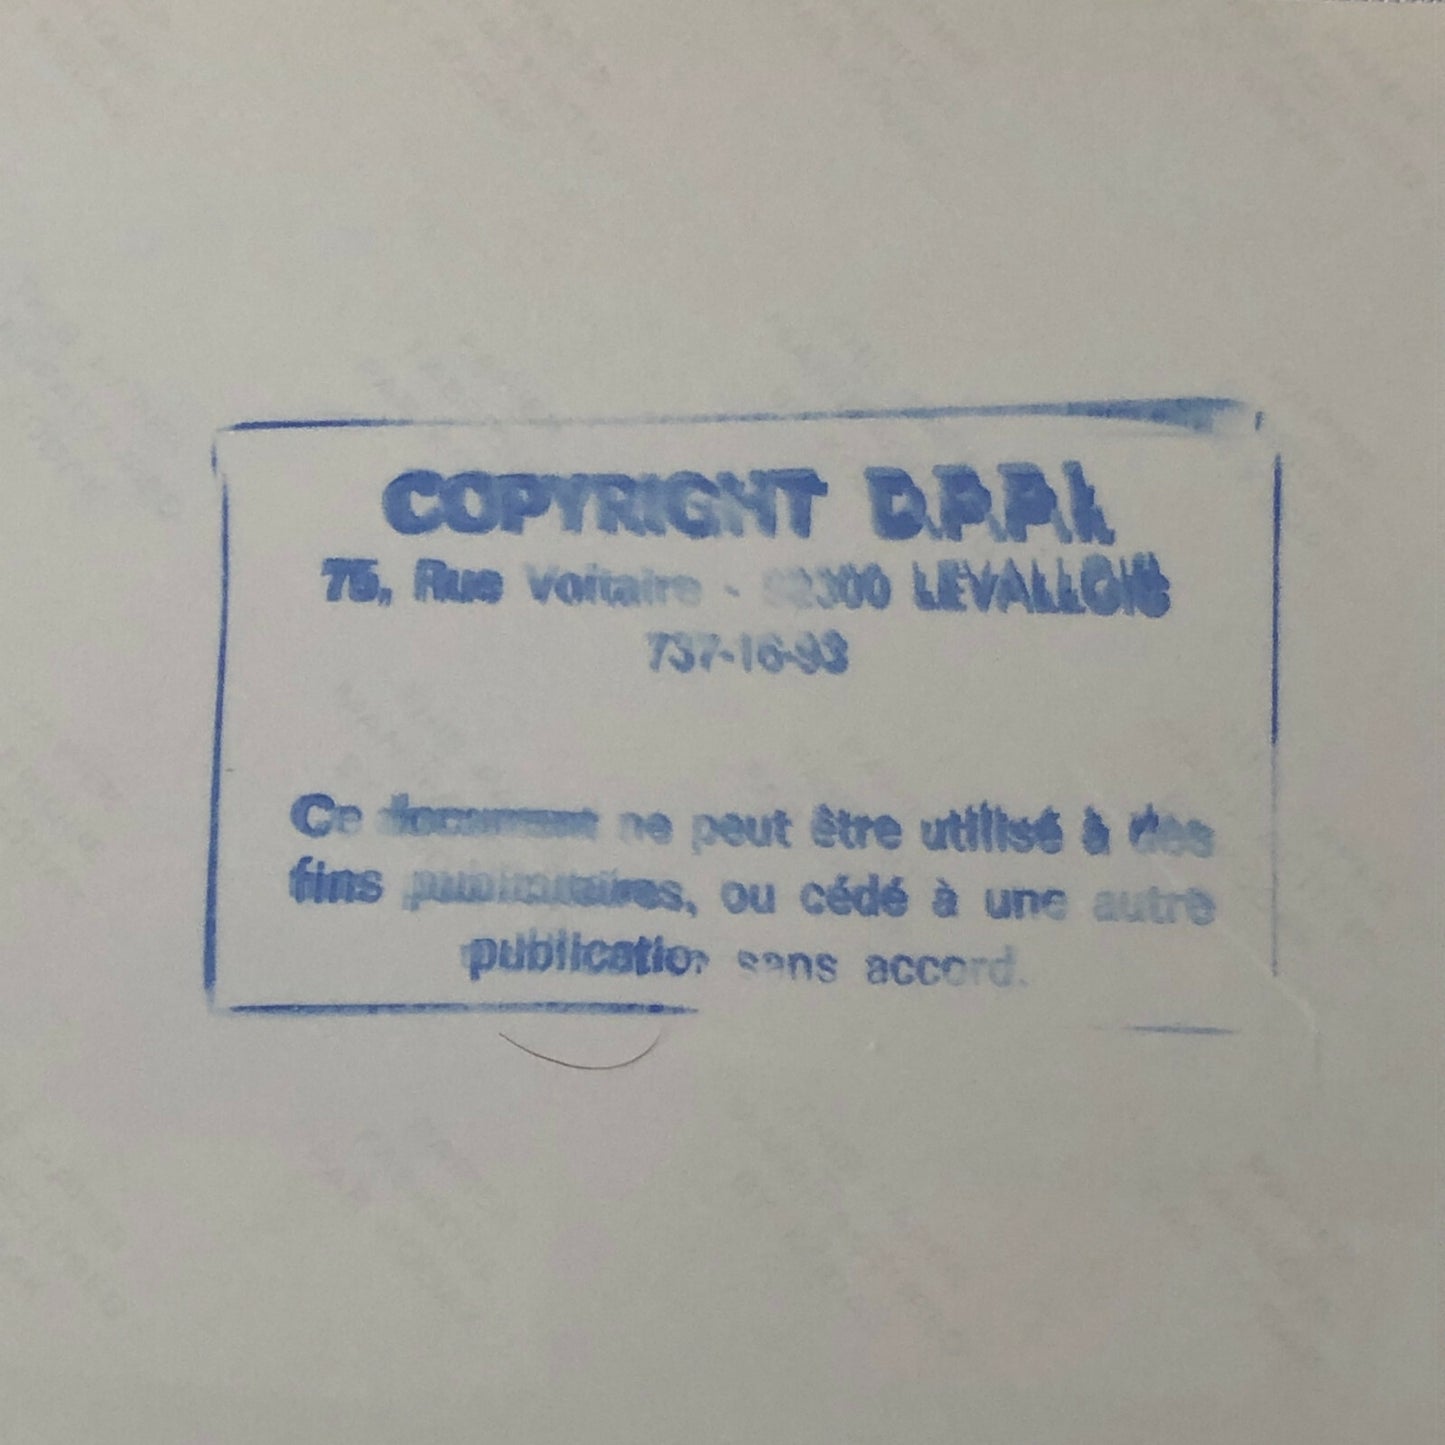 COPYRIGHT D.P.P.I.
75, Rue Voltaire - 92300 LEVALLOIS
737-16-93
Ce document ne peut être utilisé à des
fins publicitaires, ou cédé à une autre
publication sans accord.